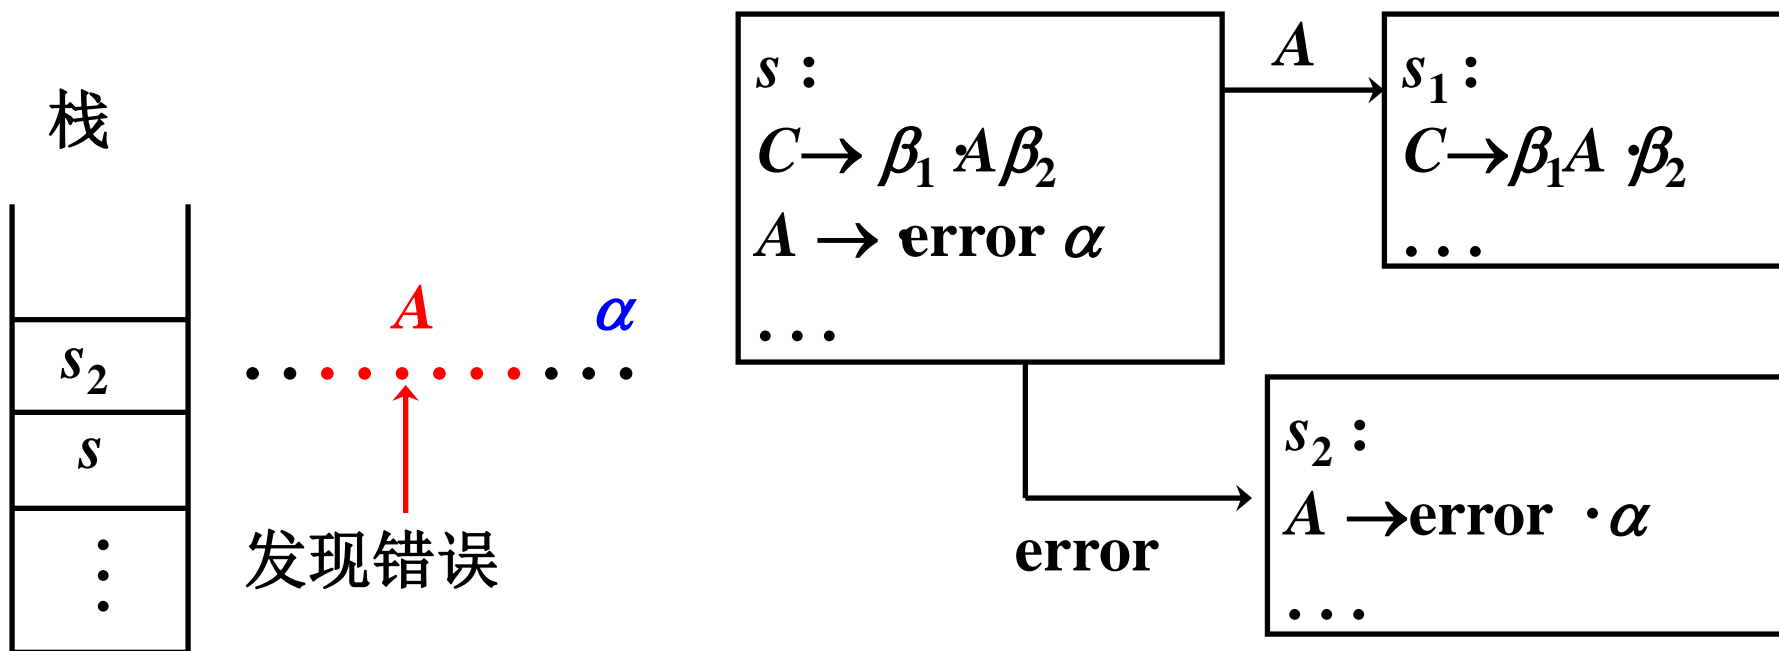 栈
s₂
s
⋮
A
α
发现错误
s :
C→ β₁ ·Aβ₂
A → ·error α
...
A
s₁ :
C→β₁A ·β₂
...
error
s₂ :
A →error ·α
...